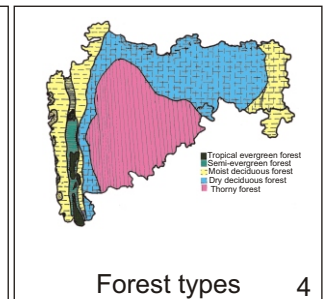 Tropical evergreen forest
Semi-evergreen forest
Moist deciduous forest
Dry deciduous forest
Thorny forest
Forest types 4